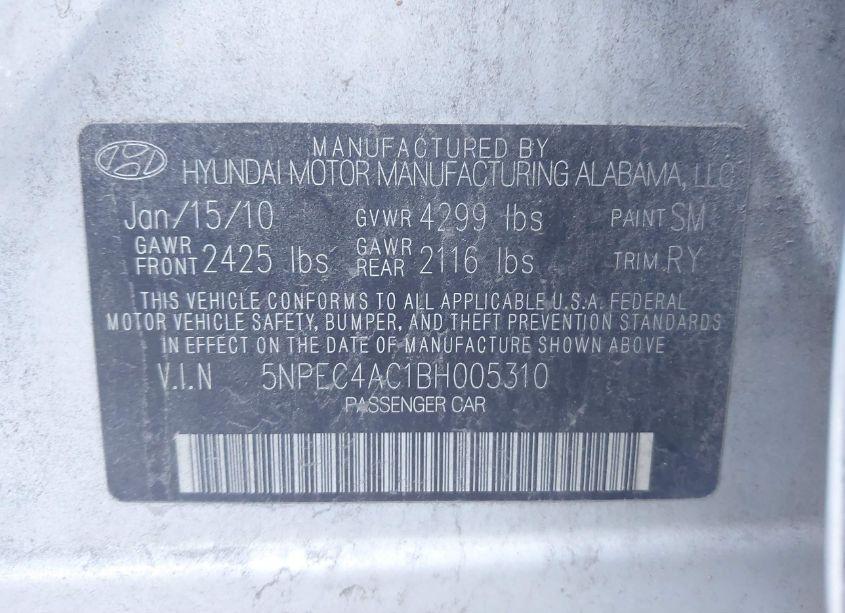 MANUFACTURED BY
HYUNDAI MOTOR MANUFACTURING ALABAMA, LLC
Jan/15/10 GVWR 4299 lbs PAINT SM
GAWR FRONT 2425 lbs GAWR REAR 2116 lbs TRIM RY
THIS VEHICLE CONFORMS TO ALL APPLICABLE U.S.A. FEDERAL
MOTOR VEHICLE SAFETY, BUMPER, AND THEFT PREVENTION STANDARDS
IN EFFECT ON THE DATE OF MANUFACTURE SHOWN ABOVE
V.I.N 5NPEC4AC1BH005310
PASSENGER CAR